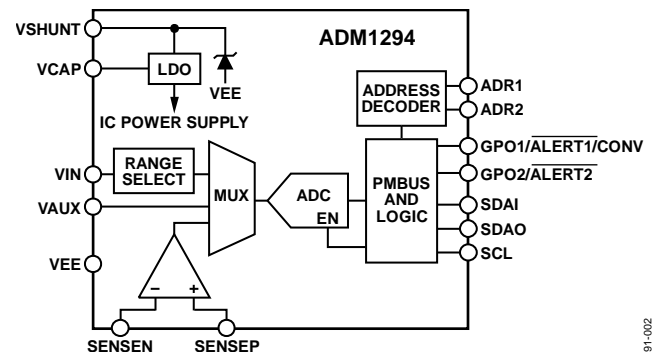 ADM1294
VSHUNT
VCAP
LDO
VEE
IC POWER SUPPLY
ADDRESS
DECODER
ADR1
ADR2
GPO1/ALERT1/CONV
GPO2/ALERT2
SDAI
SDAO
SCL
PMBUS
AND
LOGIC
VIN
RANGE
SELECT
VAUX
MUX
ADC
EN
VEE
− +
SENSEN
SENSEP
91-002